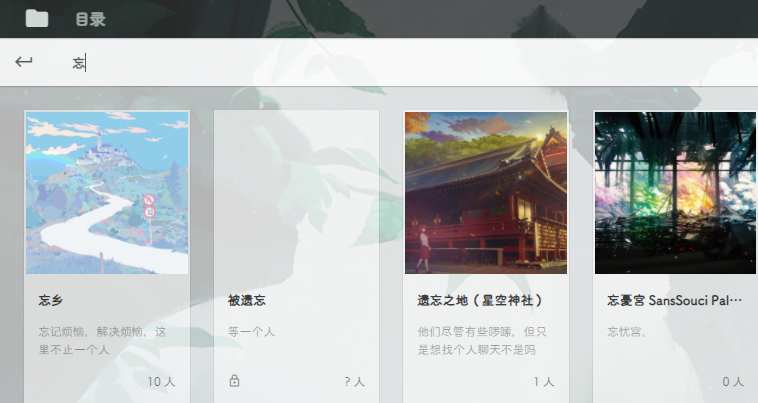 目录
忘
忘乡
忘记烦恼，解决烦恼，这
里不止一个人
10 人
被遗忘
等一个人
? 人
遗忘之地（星空神社）
他们尽管有些啰嗦，但只
是想找个人聊天不是吗
1 人
忘憂宮 SansSouci Pal…
忘忧宫。
0 人